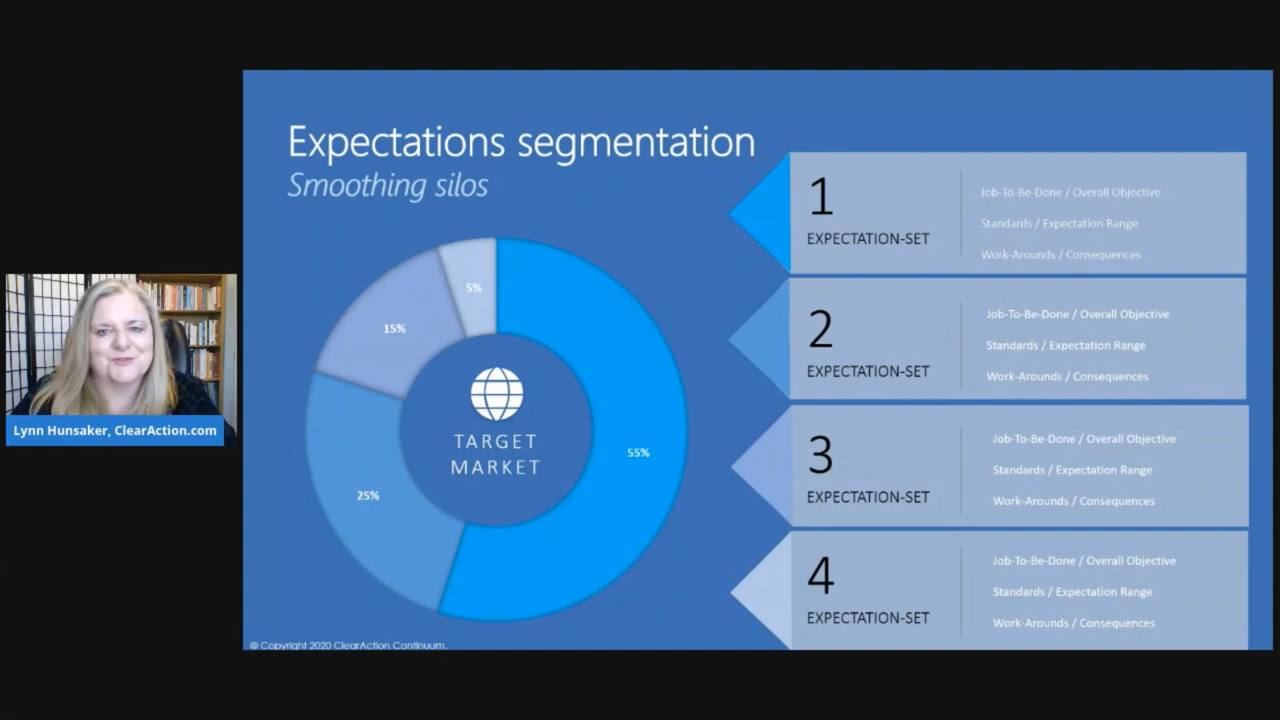 Expectations segmentation
Smoothing silos
5%
15%
55%
25%
TARGET
MARKET
1
EXPECTATION-SET
Job-To-Be-Done / Overall Objective
Standards / Expectation Range
Work-Arounds / Consequences
2
EXPECTATION-SET
Job-To-Be-Done / Overall Objective
Standards / Expectation Range
Work-Arounds / Consequences
3
EXPECTATION-SET
Job-To-Be-Done / Overall Objective
Standards / Expectation Range
Work-Arounds / Consequences
4
EXPECTATION-SET
Job-To-Be-Done / Overall Objective
Standards / Expectation Range
Work-Arounds / Consequences
Lynn Hunsaker, ClearAction.com
© Copyright 2020 ClearAction Continuum.